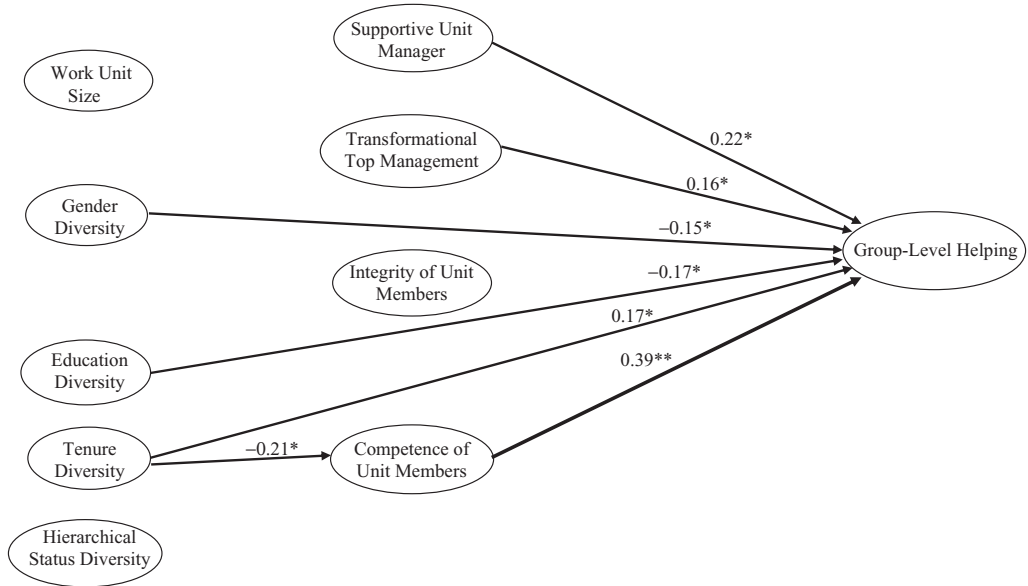 Supportive Unit
Manager
Work Unit
Size
Transformational
Top Management
0.22*
0.16*
Gender
Diversity
−0.15*
Group-Level Helping
Integrity of Unit
Members
−0.17*
0.17*
Education
Diversity
0.39**
Tenure
Diversity
−0.21*
Competence of
Unit Members
Hierarchical
Status Diversity